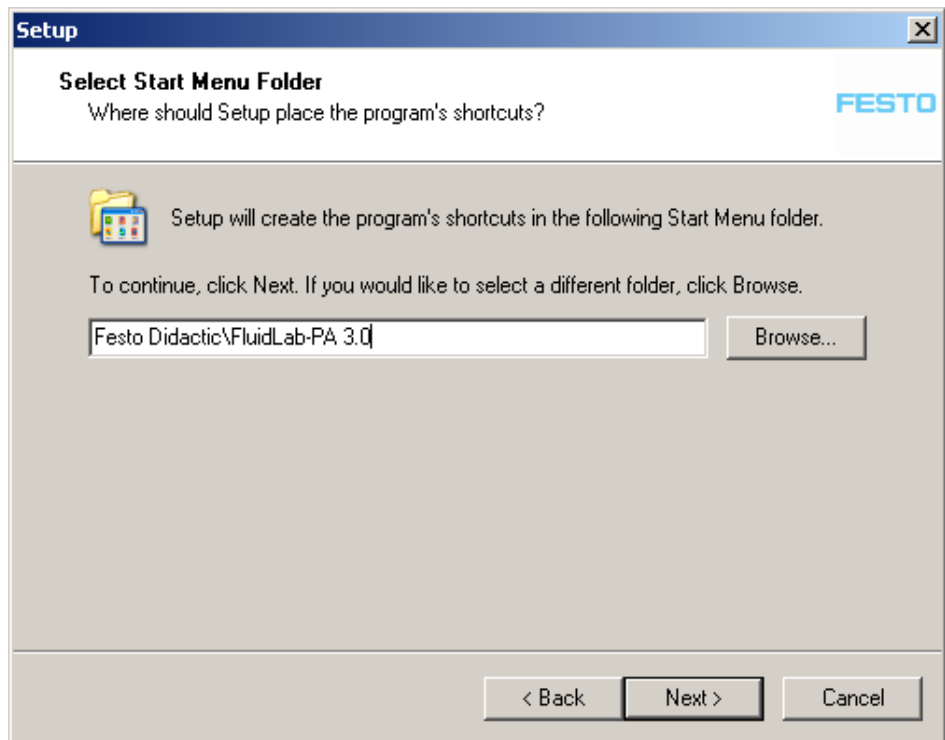 Setup
Select Start Menu Folder
Where should Setup place the program's shortcuts?
FESTO
Setup will create the program's shortcuts in the following Start Menu folder.
To continue, click Next. If you would like to select a different folder, click Browse.
Festo Didactic\FluidLab-PA 3.0
Browse...
< Back
Next >
Cancel